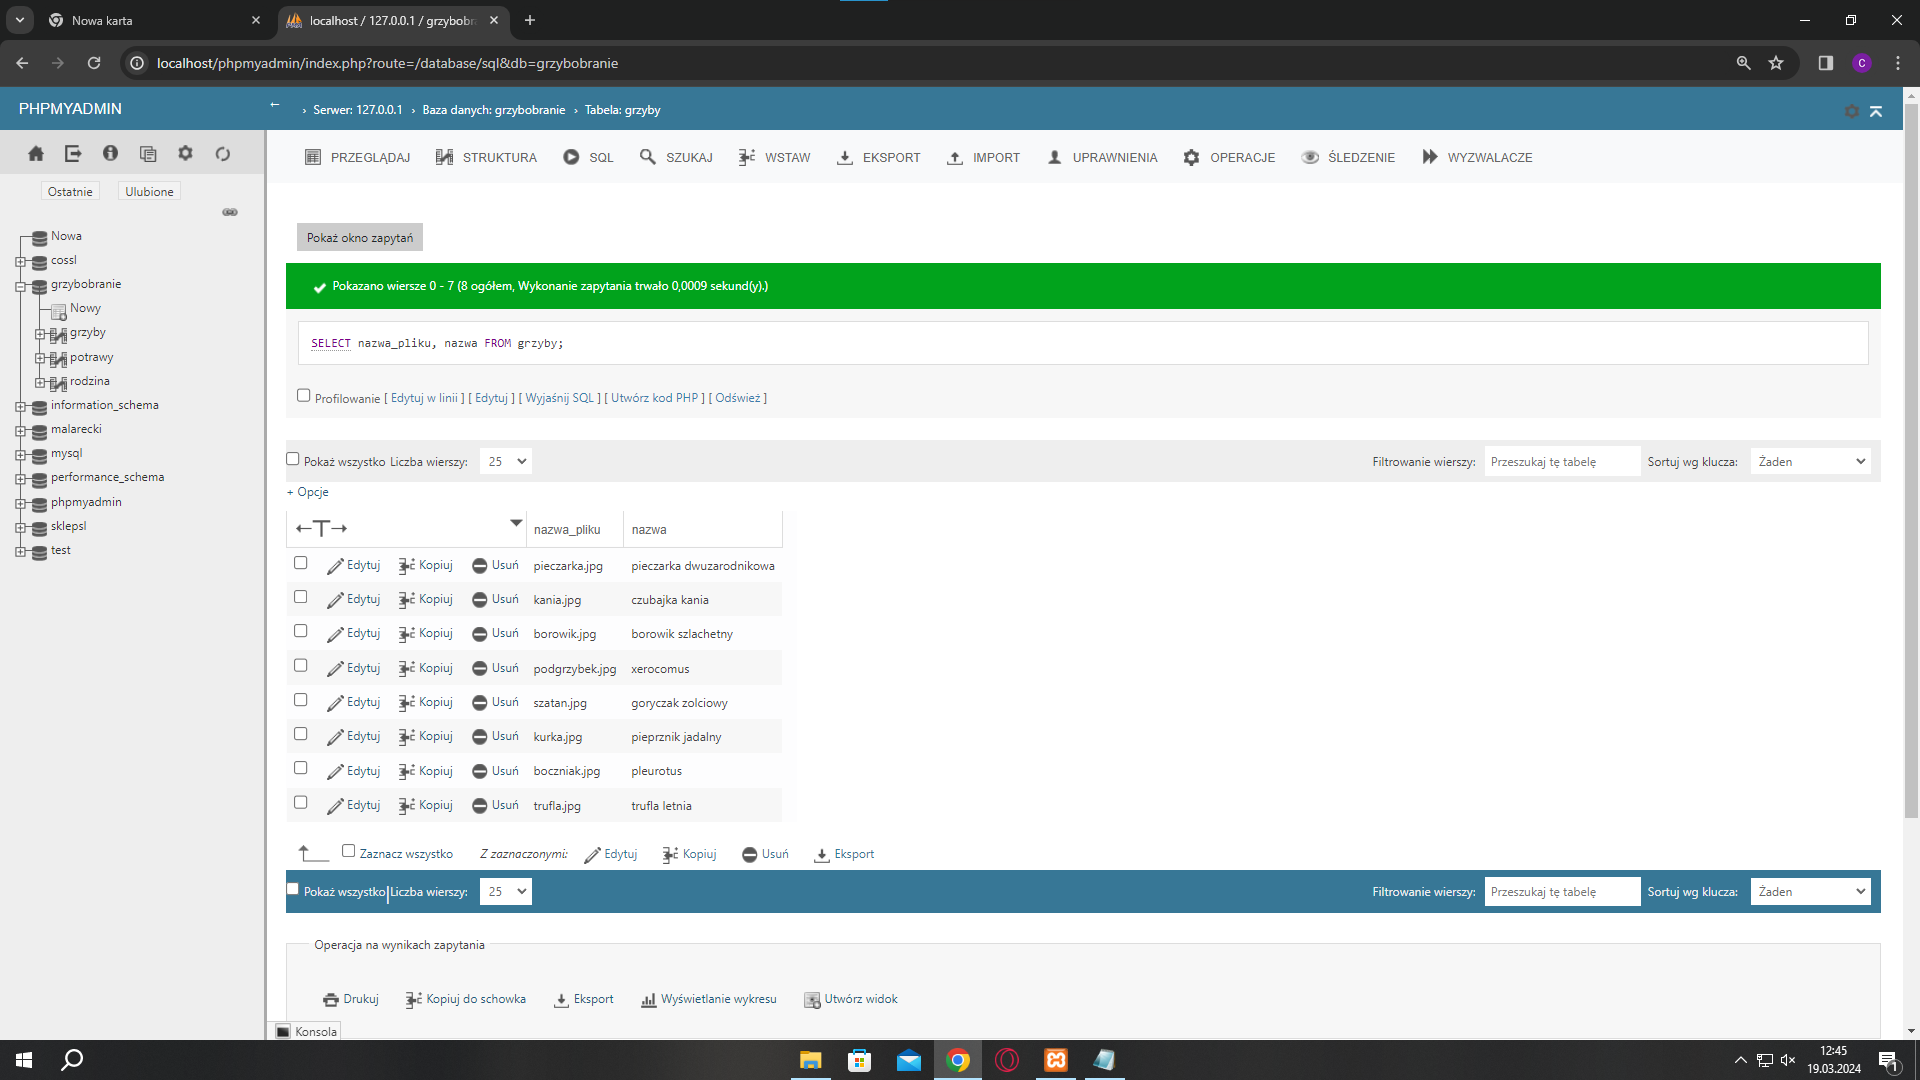 Nowa karta
localhost / 127.0.0.1 / grzybobra
localhost/phpmyadmin/index.php?route=/database/sql&db=grzybobranie
C
PHPMYADMIN
Serwer: 127.0.0.1 › Baza danych: grzybobranie › Tabela: grzyby
PRZEGLĄDAJ STRUKTURA SQL SZUKAJ WSTAW EKSPORT IMPORT UPRAWNIENIA OPERACJE ŚLEDZENIE WYZWALACZE
Ostatnie Ulubione
Nowa
cossl
grzybobranie
Nowy
grzyby
potrawy
rodzina
information_schema
malarecki
mysql
performance_schema
phpmyadmin
sklepsl
test
Pokaż okno zapytań
Pokazano wiersze 0 - 7 (8 ogółem, Wykonanie zapytania trwało 0,0009 sekund(y).)
SELECT nazwa_pliku, nazwa FROM grzyby;
Profilowanie [ Edytuj w linii ] [ Edytuj ] [ Wyjaśnij SQL ] [ Utwórz kod PHP ] [ Odśwież ]
Pokaż wszystko Liczba wierszy: 25 Filtrowanie wierszy: Przeszukaj tę tabelę Sortuj wg klucza: Żaden
+ Opcje
←T→ nazwa_pliku nazwa
Edytuj Kopiuj Usuń pieczarka.jpg pieczarka dwuzarodnikowa
Edytuj Kopiuj Usuń kania.jpg czubajka kania
Edytuj Kopiuj Usuń borowik.jpg borowik szlachetny
Edytuj Kopiuj Usuń podgrzybek.jpg xerocomus
Edytuj Kopiuj Usuń szatan.jpg goryczak zolciowy
Edytuj Kopiuj Usuń kurka.jpg pieprznik jadalny
Edytuj Kopiuj Usuń boczniak.jpg pleurotus
Edytuj Kopiuj Usuń trufla.jpg trufla letnia
Zaznacz wszystko Z zaznaczonymi: Edytuj Kopiuj Usuń Eksport
Pokaż wszystko Liczba wierszy: 25 Filtrowanie wierszy: Przeszukaj tę tabelę Sortuj wg klucza: Żaden
Operacja na wynikach zapytania
Drukuj Kopiuj do schowka Eksport Wyświetlanie wykresu Utwórz widok
Konsola
12:45
19.03.2024
1